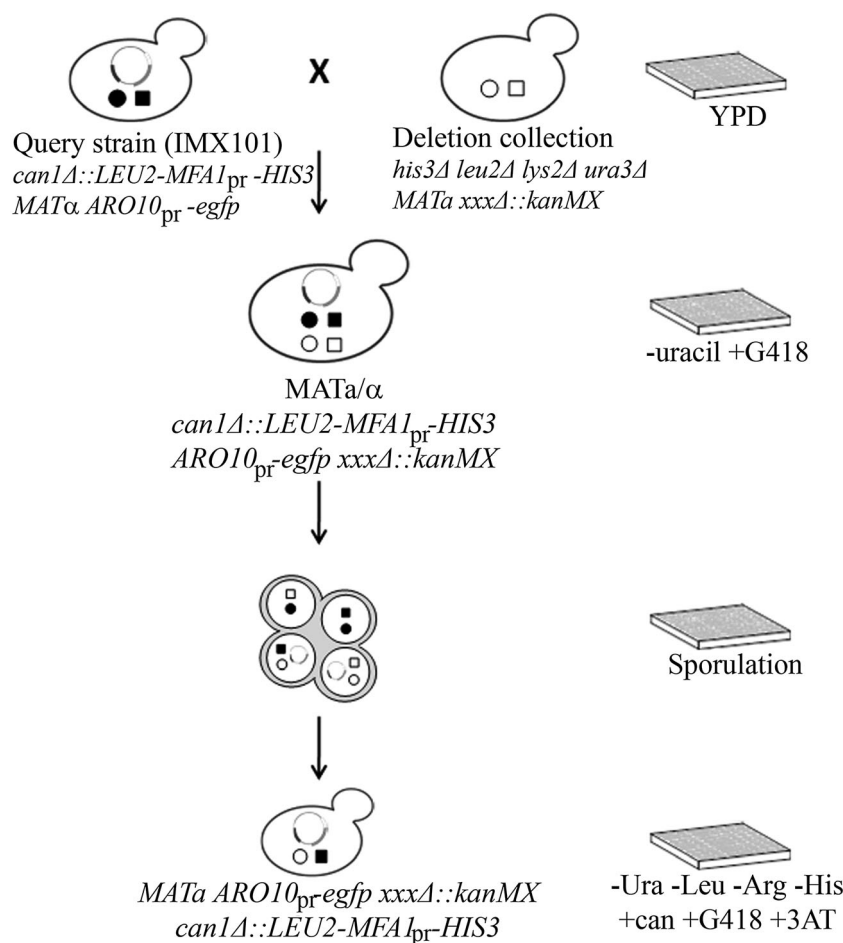 X
YPD
Query strain (IMX101)
can1Δ::LEU2-MFA1pr -HIS3
MATα ARO10pr -egfp
Deletion collection
his3Δ leu2Δ lys2Δ ura3Δ
MATa xxxΔ::kanMX
-uracil +G418
MATa/α
can1Δ::LEU2-MFA1pr-HIS3
ARO10pr-egfp xxxΔ::kanMX
Sporulation
MATa ARO10pr-egfp xxxΔ::kanMX
can1Δ::LEU2-MFA1pr-HIS3
-Ura -Leu -Arg -His
+can +G418 +3AT